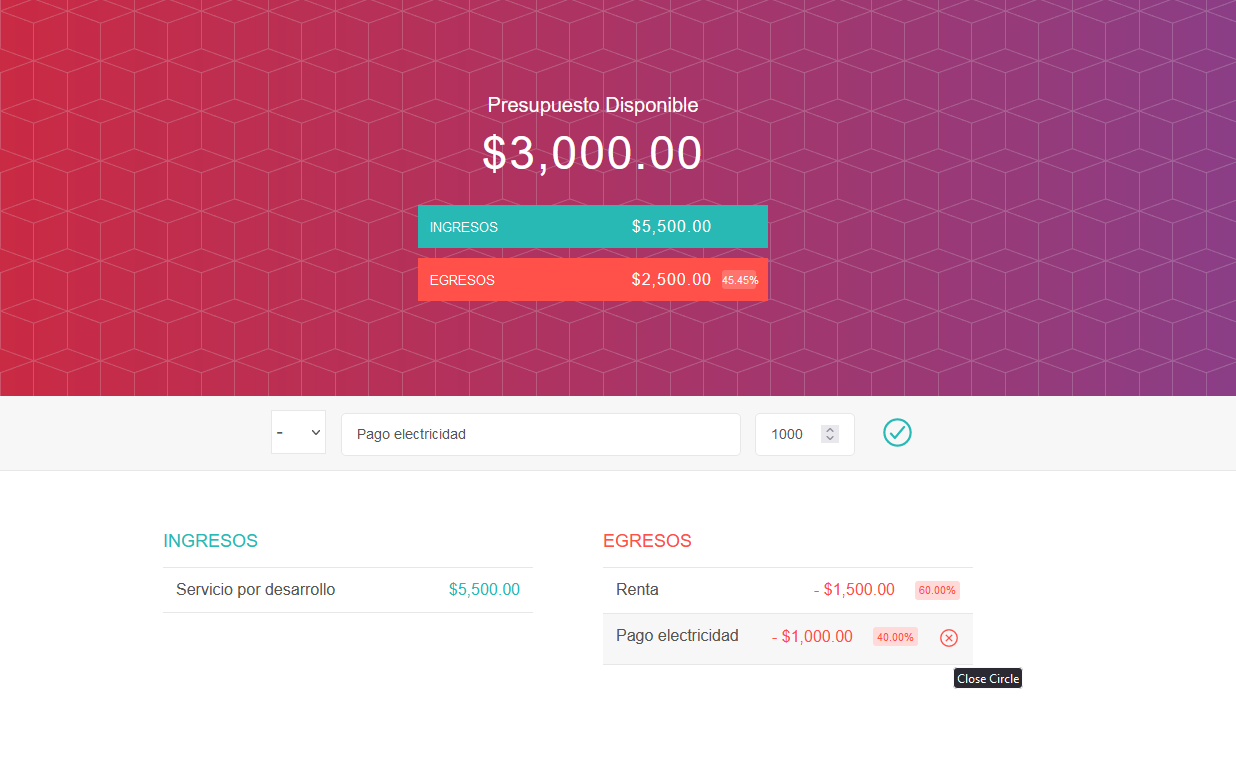 Presupuesto Disponible
$3,000.00
INGRESOS $5,500.00
EGRESOS $2,500.00 45.45%
- Pago electricidad 1000
INGRESOS
Servicio por desarrollo $5,500.00
EGRESOS
Renta - $1,500.00 60.00%
Pago electricidad - $1,000.00 40.00%
Close Circle